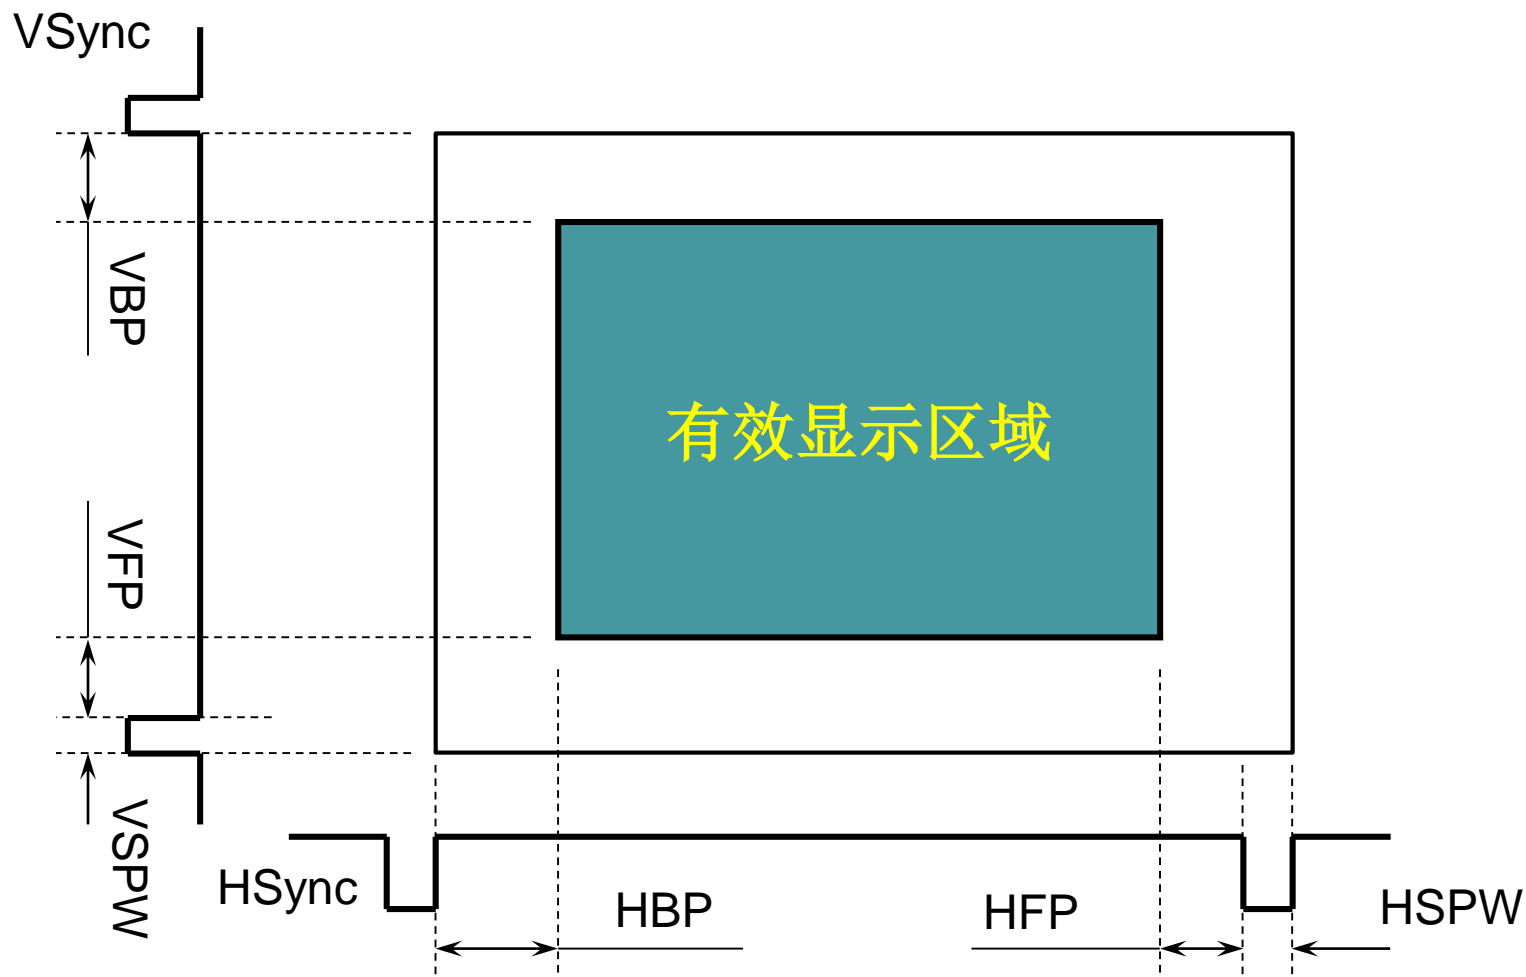 VSync
VBP
有效显示区域
VFP
VSPW
HSync
HBP
HFP
HSPW